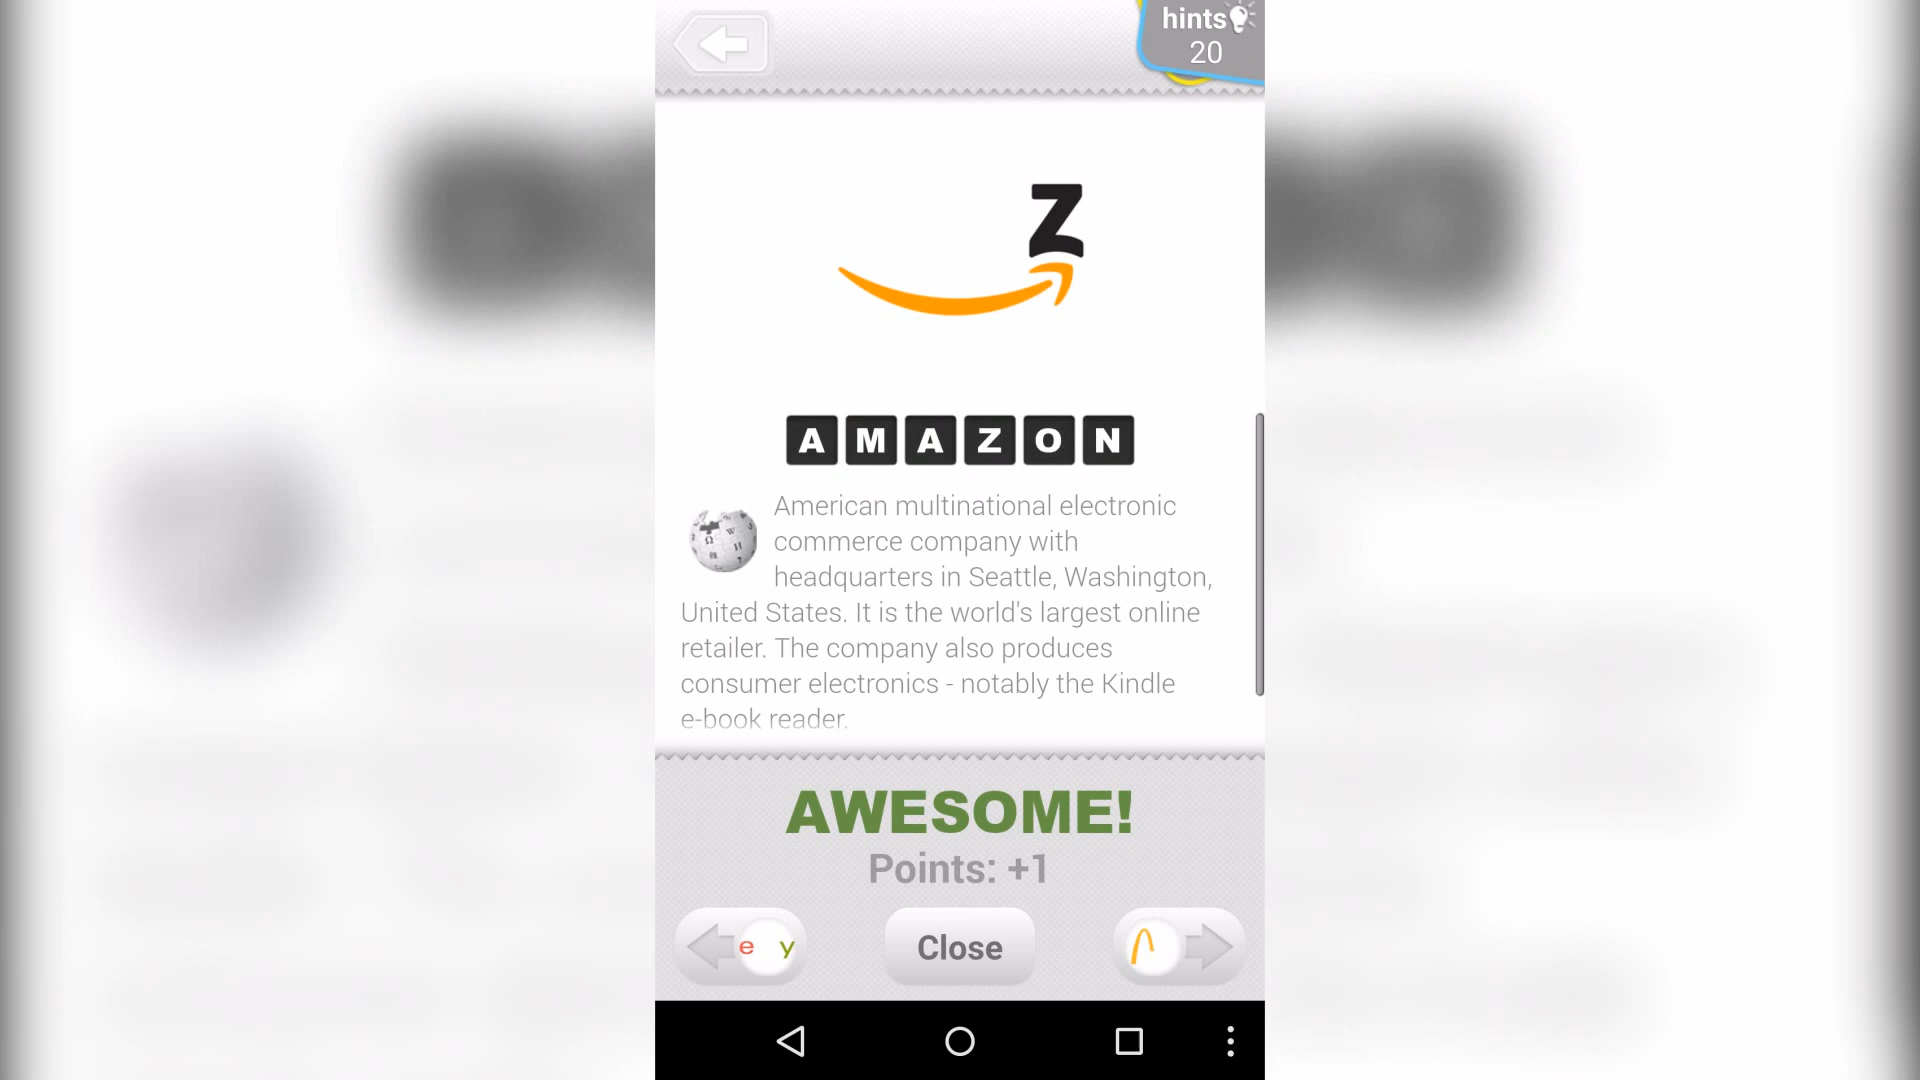 hints
20
Z
AMAZON
American multinational electronic
commerce company with
headquarters in Seattle, Washington,
United States. It is the world's largest online
retailer. The company also produces
consumer electronics - notably the Kindle
e-book reader.
AWESOME!
Points: +1
e y
Close